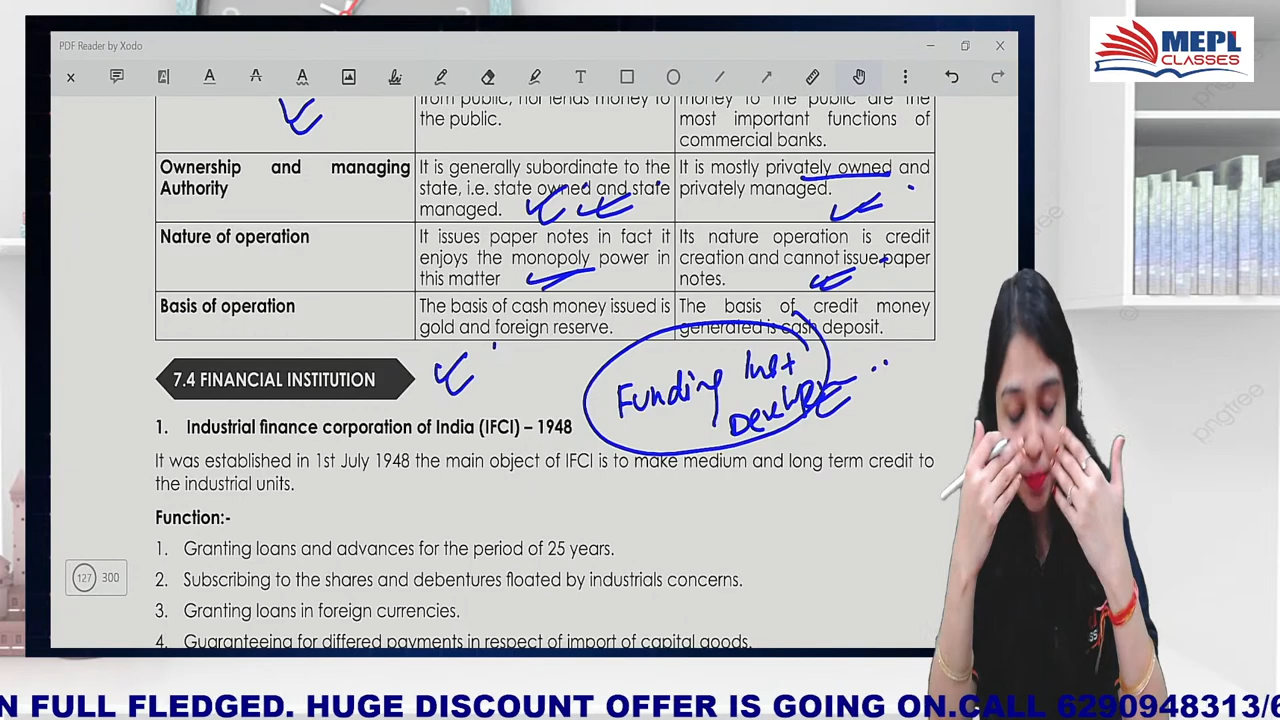 PDF Reader by Xodo
MEPL
CLASSES
from public, nor lends money to
the public.
money to the public are the
most important functions of
commercial banks.
Ownership and managing
Authority
It is generally subordinate to the
state, i.e. state owned and state
managed.
It is mostly privately owned and
privately managed.
Nature of operation
It issues paper notes in fact it
enjoys the monopoly power in
this matter
Its nature operation is credit
creation and cannot issue paper
notes.
Basis of operation
The basis of cash money issued is
gold and foreign reserve.
The basis of credit money
generated is cash deposit.
7.4 FINANCIAL INSTITUTION
Funding Inst
1. Industrial finance corporation of India (IFCI) – 1948
It was established in 1st July 1948 the main object of IFCI is to make medium and long term credit to
the industrial units.
Function:-
1. Granting loans and advances for the period of 25 years.
2. Subscribing to the shares and debentures floated by industrials concerns.
3. Granting loans in foreign currencies.
4. Guaranteeing for differed payments in respect of import of capital goods.
127 300
pngtree
N FULL FLEDGED. HUGE DISCOUNT OFFER IS GOING ON.CALL 6290948313/6